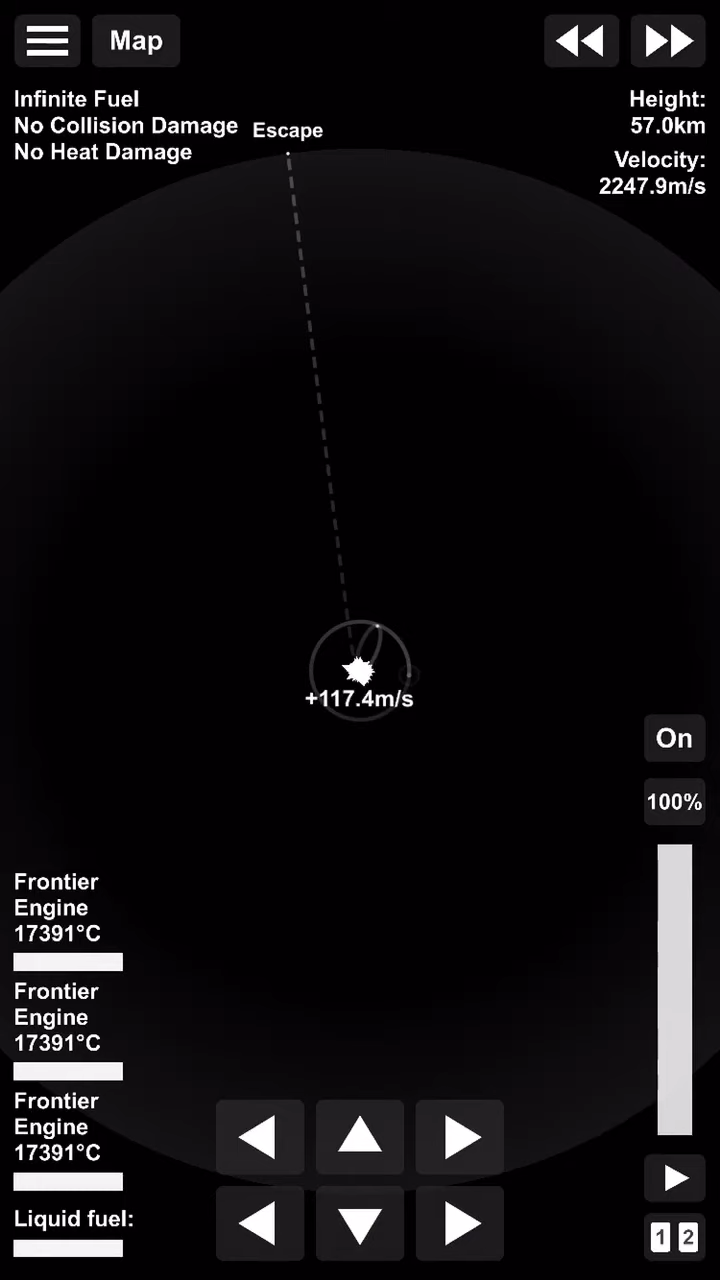 Map
Infinite Fuel
No Collision Damage
No Heat Damage
Escape
Height:
57.0km
Velocity:
2247.9m/s
+117.4m/s
On
100%
Frontier
Engine
17391°C
Frontier
Engine
17391°C
Frontier
Engine
17391°C
Liquid fuel:
1 2